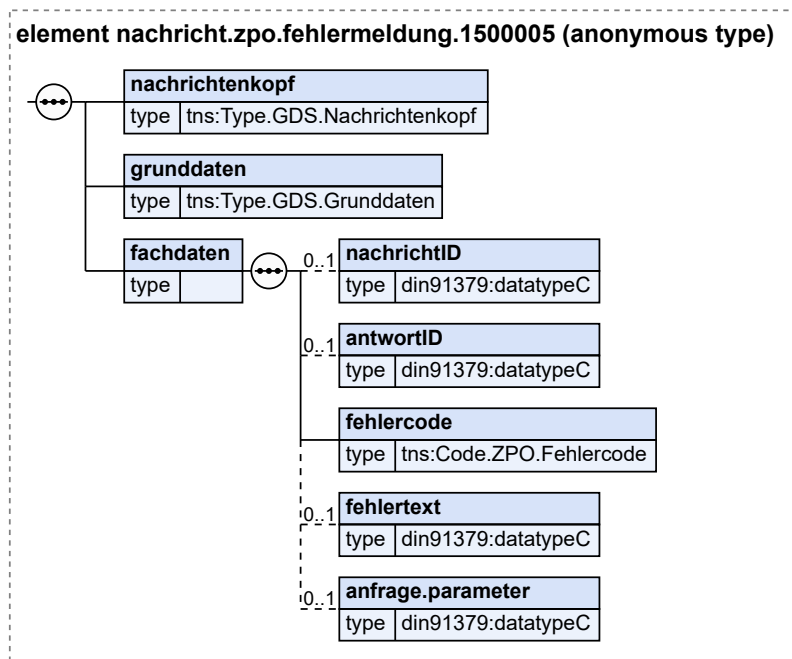 element nachricht.zpo.fehlermeldung.1500005 (anonymous type)
nachrichtenkopf
type tns:Type.GDS.Nachrichtenkopf
grunddaten
type tns:Type.GDS.Grunddaten
fachdaten
type
0..1 nachrichtID
type din91379:datatypeC
0..1 antwortID
type din91379:datatypeC
fehlercode
type tns:Code.ZPO.Fehlercode
0..1 fehlertext
type din91379:datatypeC
0..1 anfrage.parameter
type din91379:datatypeC